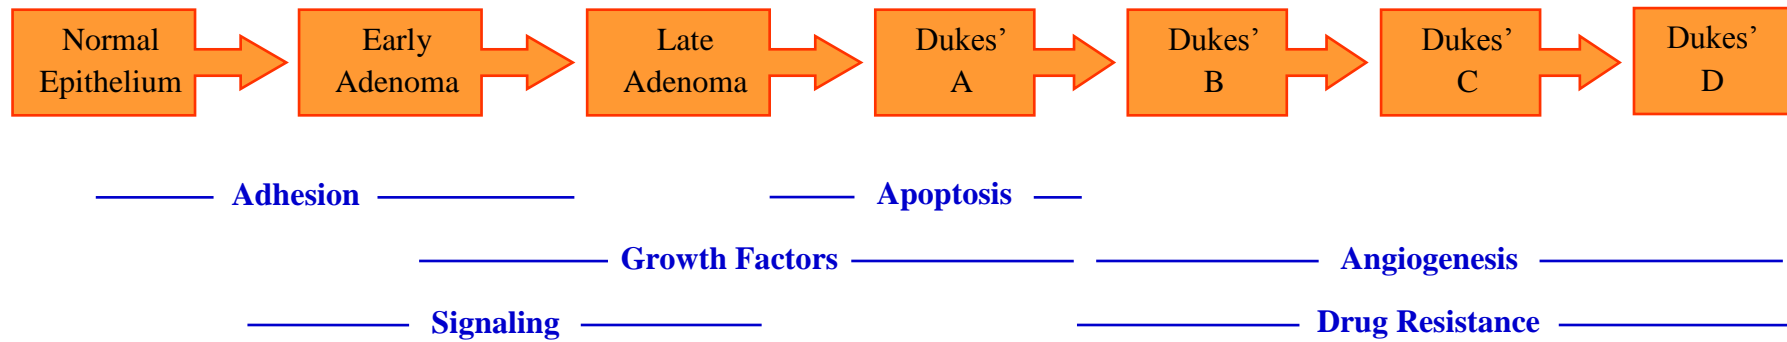 Normal
Epithelium
Early
Adenoma
Late
Adenoma
Dukes’
A
Dukes’
B
Dukes’
C
Dukes’
D
Adhesion
Apoptosis
Growth Factors
Angiogenesis
Signaling
Drug Resistance